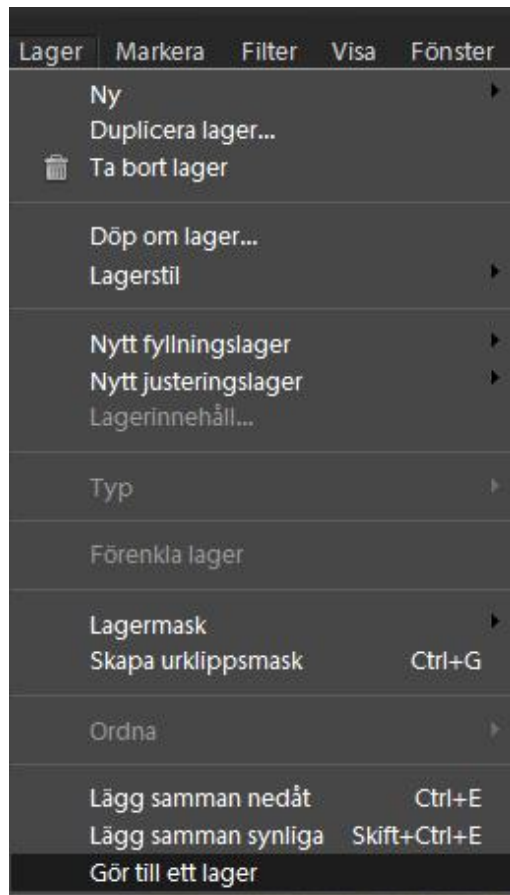 Lager Markera Filter Visa Fönster
Ny
Duplicera lager...
Ta bort lager
Döp om lager...
Lagerstil
Nytt fyllningslager
Nytt justeringslager
Lagerinnehåll...
Typ
Förenkla lager
Lagermask
Skapa urklippsmask Ctrl+G
Ordna
Lägg samman nedåt Ctrl+E
Lägg samman synliga Skift+Ctrl+E
Gör till ett lager